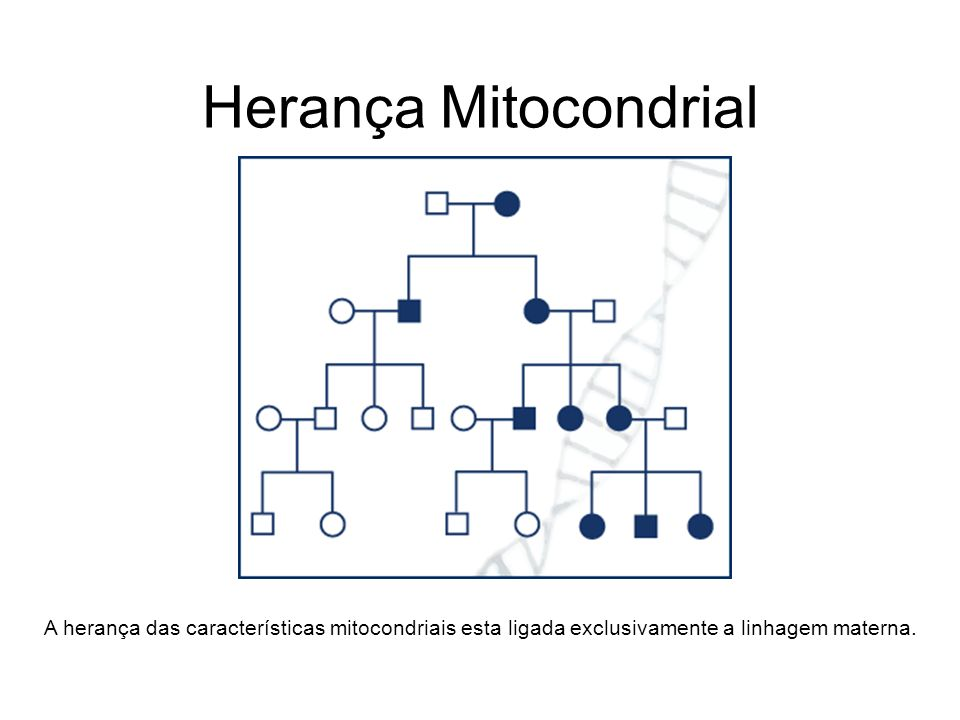 Herança Mitocondrial
A herança das características mitocondriais esta ligada exclusivamente a linhagem materna.